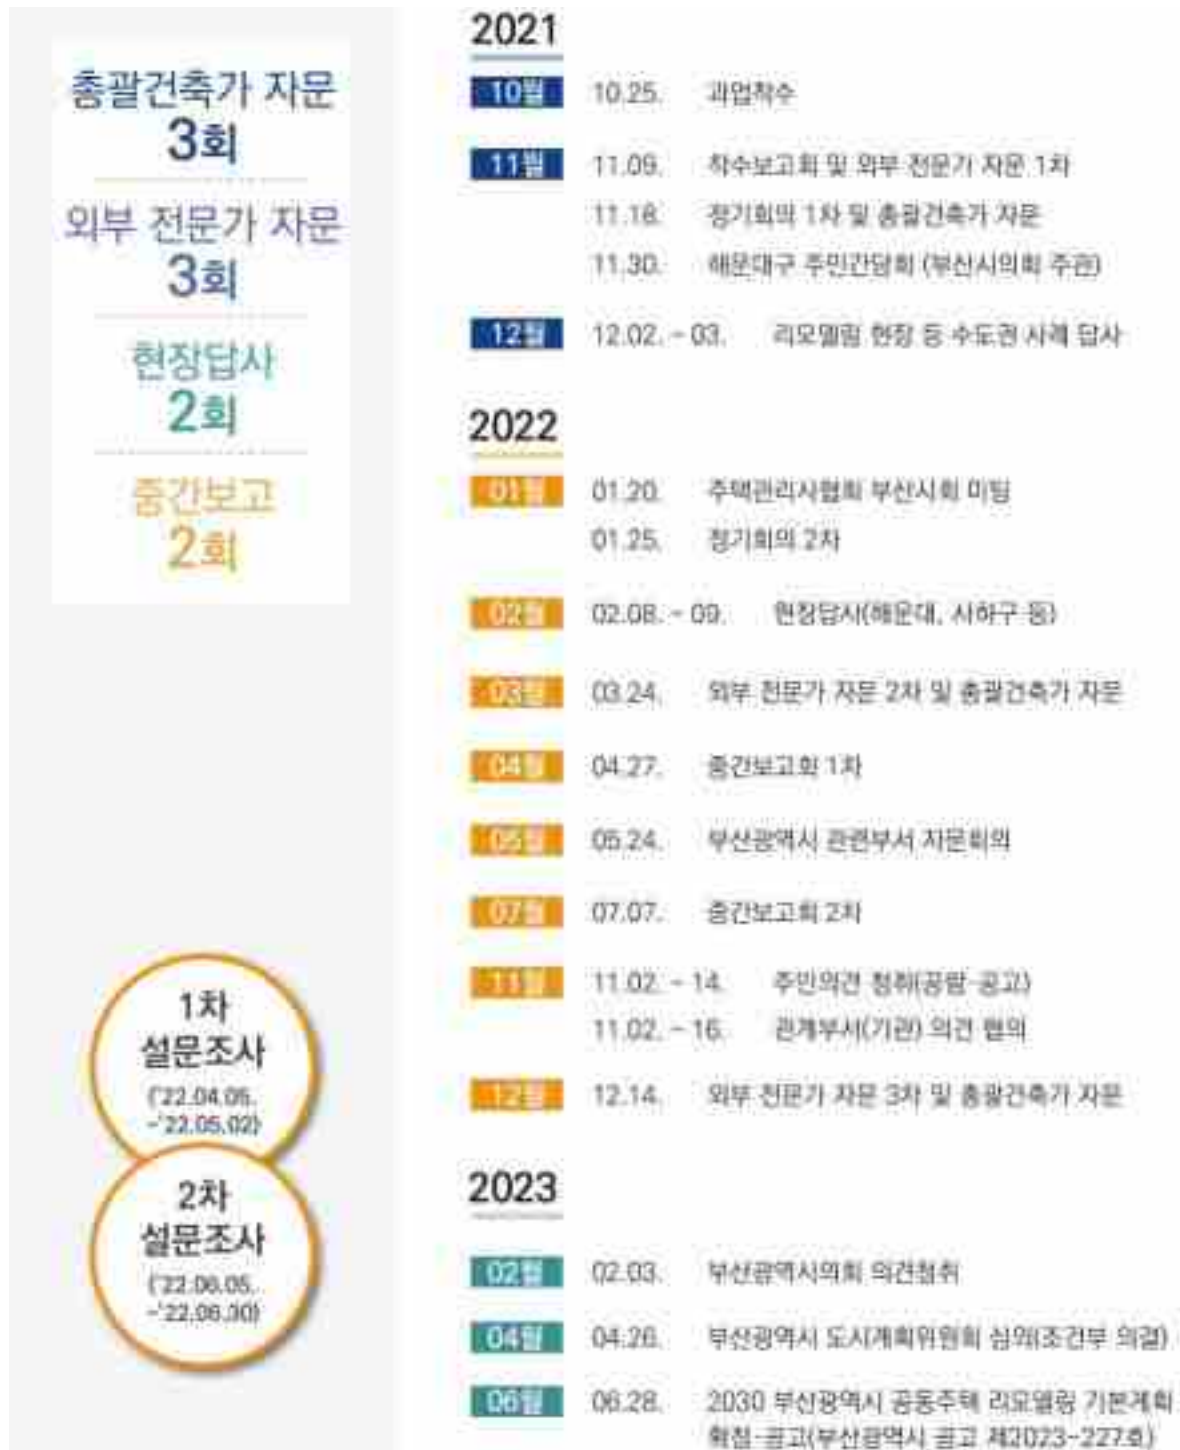 총괄건축가 자문
3회
외부 전문가 자문
3회
현장답사
2회
중간보고
2회
1차
설문조사
('22.04.05.
~'22.05.02)
2차
설문조사
('22.06.05.
~'22.06.30)
2021
10월 10.25. 과업착수
11월 11.09. 착수보고회 및 외부 전문가 자문 1차
11.18. 정기회의 1차 및 총괄건축가 자문
11.30. 해운대구 주민간담회 (부산시의회 주관)
12월 12.02. ~ 03. 리모델링 현장 등 수도권 사례 답사
2022
01월 01.20. 주택관리사협회 부산시회 미팅
01.25. 정기회의 2차
02월 02.08. ~ 09. 현장답사(해운대, 사하구 등)
03월 03.24. 외부 전문가 자문 2차 및 총괄건축가 자문
04월 04.27. 중간보고회 1차
05월 05.24. 부산광역시 관련부서 자문회의
07월 07.07. 중간보고회 2차
11월 11.02. ~ 14. 주민의견 청취(공람·공고)
11.02. ~ 16. 관계부서(기관) 의견 협의
12월 12.14. 외부 전문가 자문 3차 및 총괄건축가 자문
2023
02월 02.03. 부산광역시의회 의견청취
04월 04.26. 부산광역시 도시계획위원회 심의(조건부 의결)
06월 06.28. 2030 부산광역시 공동주택 리모델링 기본계획
확정·공고(부산광역시 공고 제2023-227호)